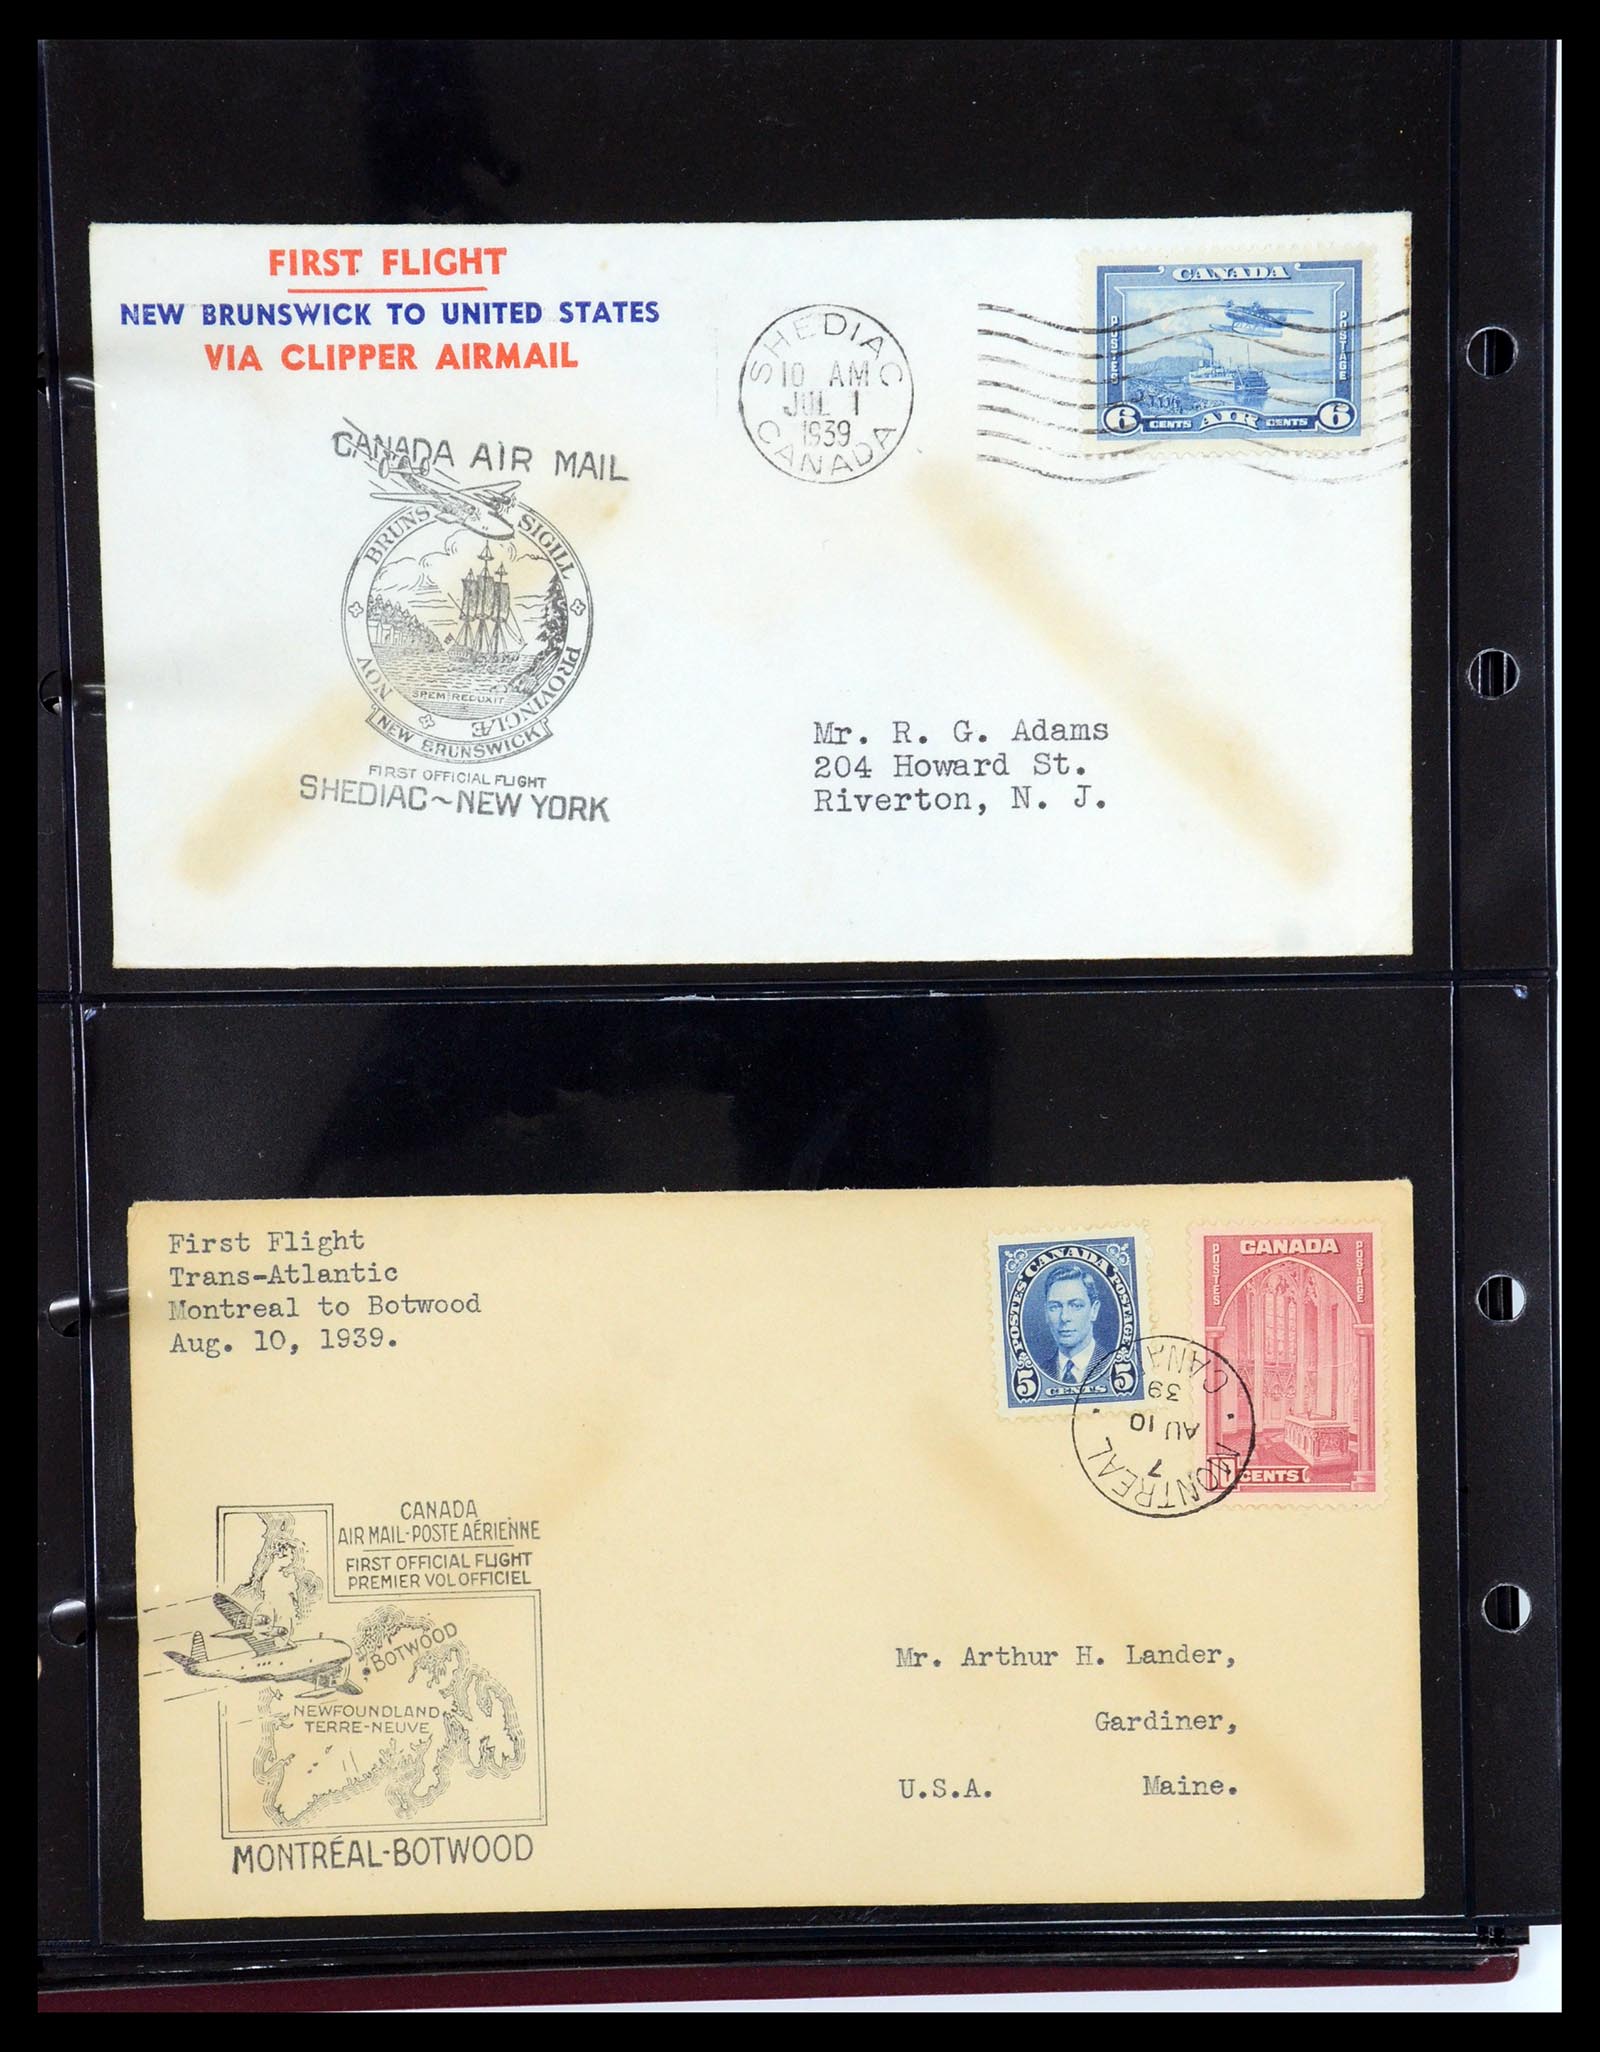 FIRST FLIGHT
NEW BRUNSWICK TO UNITED STATES
VIA CLIPPER AIRMAIL
CANADA AIR MAIL
BRUNS SIGILL PROVINCIÆ NOV
SPEM REDUXIT
NEW BRUNSWICK
FIRST OFFICIAL FLIGHT
SHEDIAC~NEW YORK
SHEDIAC
10 AM
JUL 1
1939
CANADA
CANADA
POSTES
POSTAGE
6 CENTS AIR CENTS 6
Mr. R. G. Adams
204 Howard St.
Riverton, N. J.
First Flight
Trans-Atlantic
Montreal to Botwood
Aug. 10, 1939.
POSTES CANADA POSTAGE
5 CENTS 5
CANADA
POSTES
POSTAGE
10 CENTS
MONTREAL
7
AU 10
39
CANA
CANADA
AIR MAIL-POSTE AÉRIENNE
FIRST OFFICIAL FLIGHT
PREMIER VOL OFFICIEL
BOTWOOD
NEWFOUNDLAND
TERRE-NEUVE
MONTRÉAL-BOTWOOD
Mr. Arthur H. Lander,
Gardiner,
U.S.A. Maine.